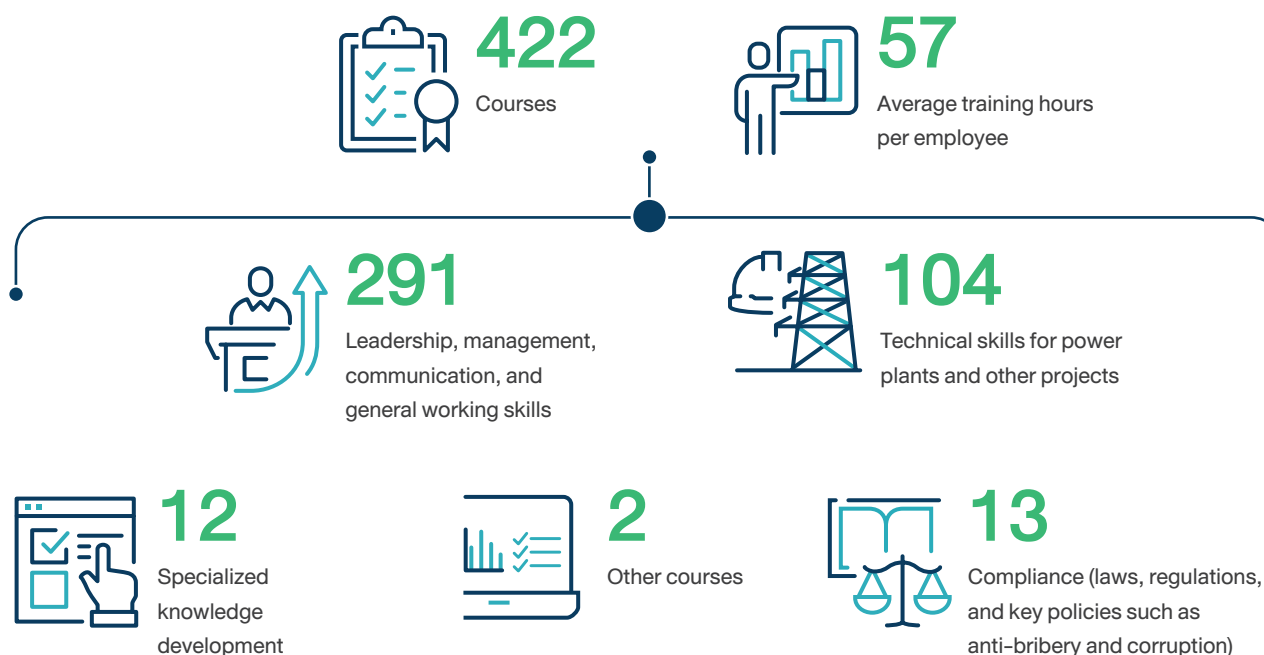 422
Courses
57
Average training hours
per employee
291
Leadership, management,
communication, and
general working skills
104
Technical skills for power
plants and other projects
12
Specialized
knowledge
development
2
Other courses
13
Compliance (laws, regulations,
and key policies such as
anti-bribery and corruption)